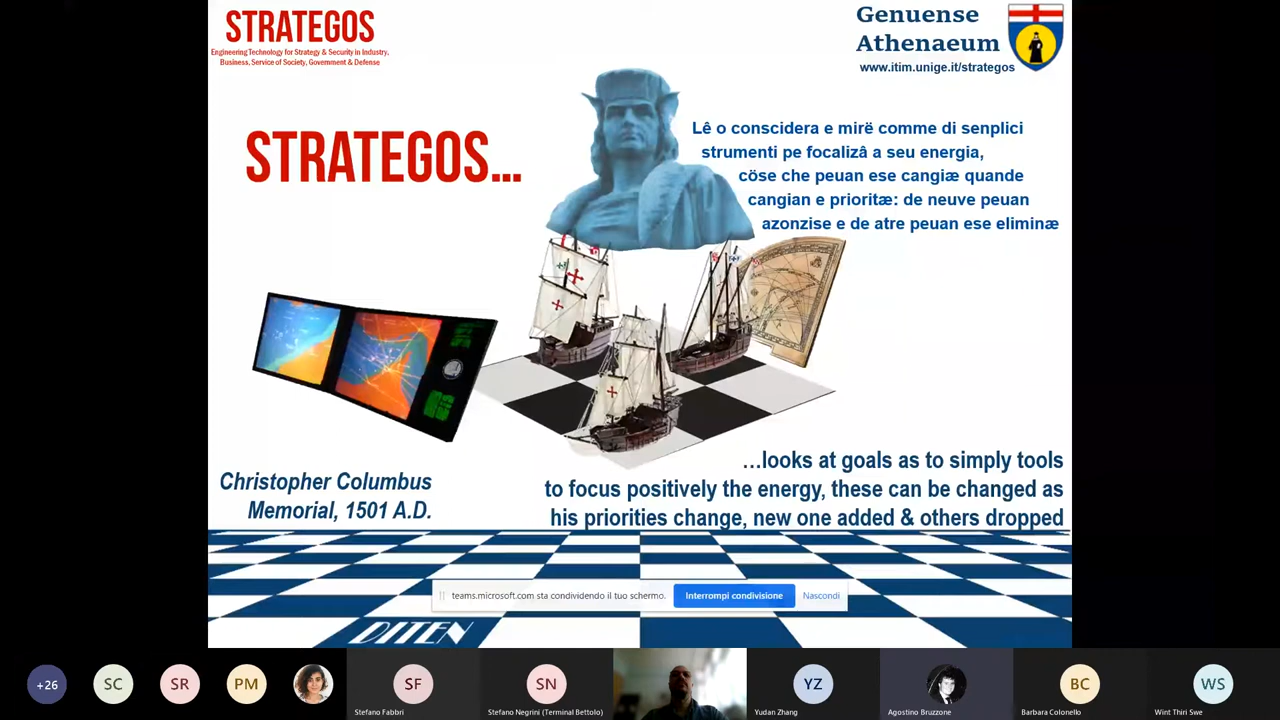 STRATEGOS
Engineering Technology for Strategy & Security in Industry,
Business, Service of Society, Government & Defense
Genuense
Athenaeum
www.itim.unige.it/strategos
STRATEGOS...
Lê o conscidera e mirë comme di senplici
strumenti pe focalizâ a seu energia,
cöse che peuan ese cangiæ quande
cangian e prioritæ: de neuve peuan
azonzise e de atre peuan ese eliminæ
Christopher Columbus
Memorial, 1501 A.D.
...looks at goals as to simply tools
to focus positively the energy, these can be changed as
his priorities change, new one added & others dropped
teams.microsoft.com sta condividendo il tuo schermo.
Interrompi condivisione
Nascondi
DITEN
+26
SC
SR
PM
SF
SN
YZ
BC
WS
Stefano Fabbri
Stefano Negrini (Terminal Bettolo)
Yudan Zhang
Agostino Bruzzone
Barbara Colonello
Wint Thiri Swe